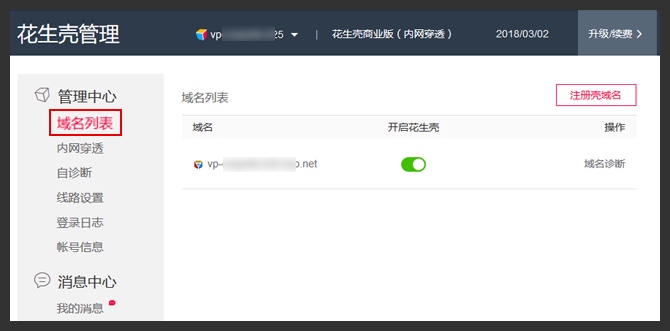 花生壳管理
vp 25 | 花生壳商业版（内网穿透） 2018/03/02 升级/续费
管理中心
域名列表
内网穿透
自诊断
线路设置
登录日志
帐号信息
消息中心
我的消息
域名列表 注册壳域名
域名 开启花生壳 操作
vp- .net 域名诊断